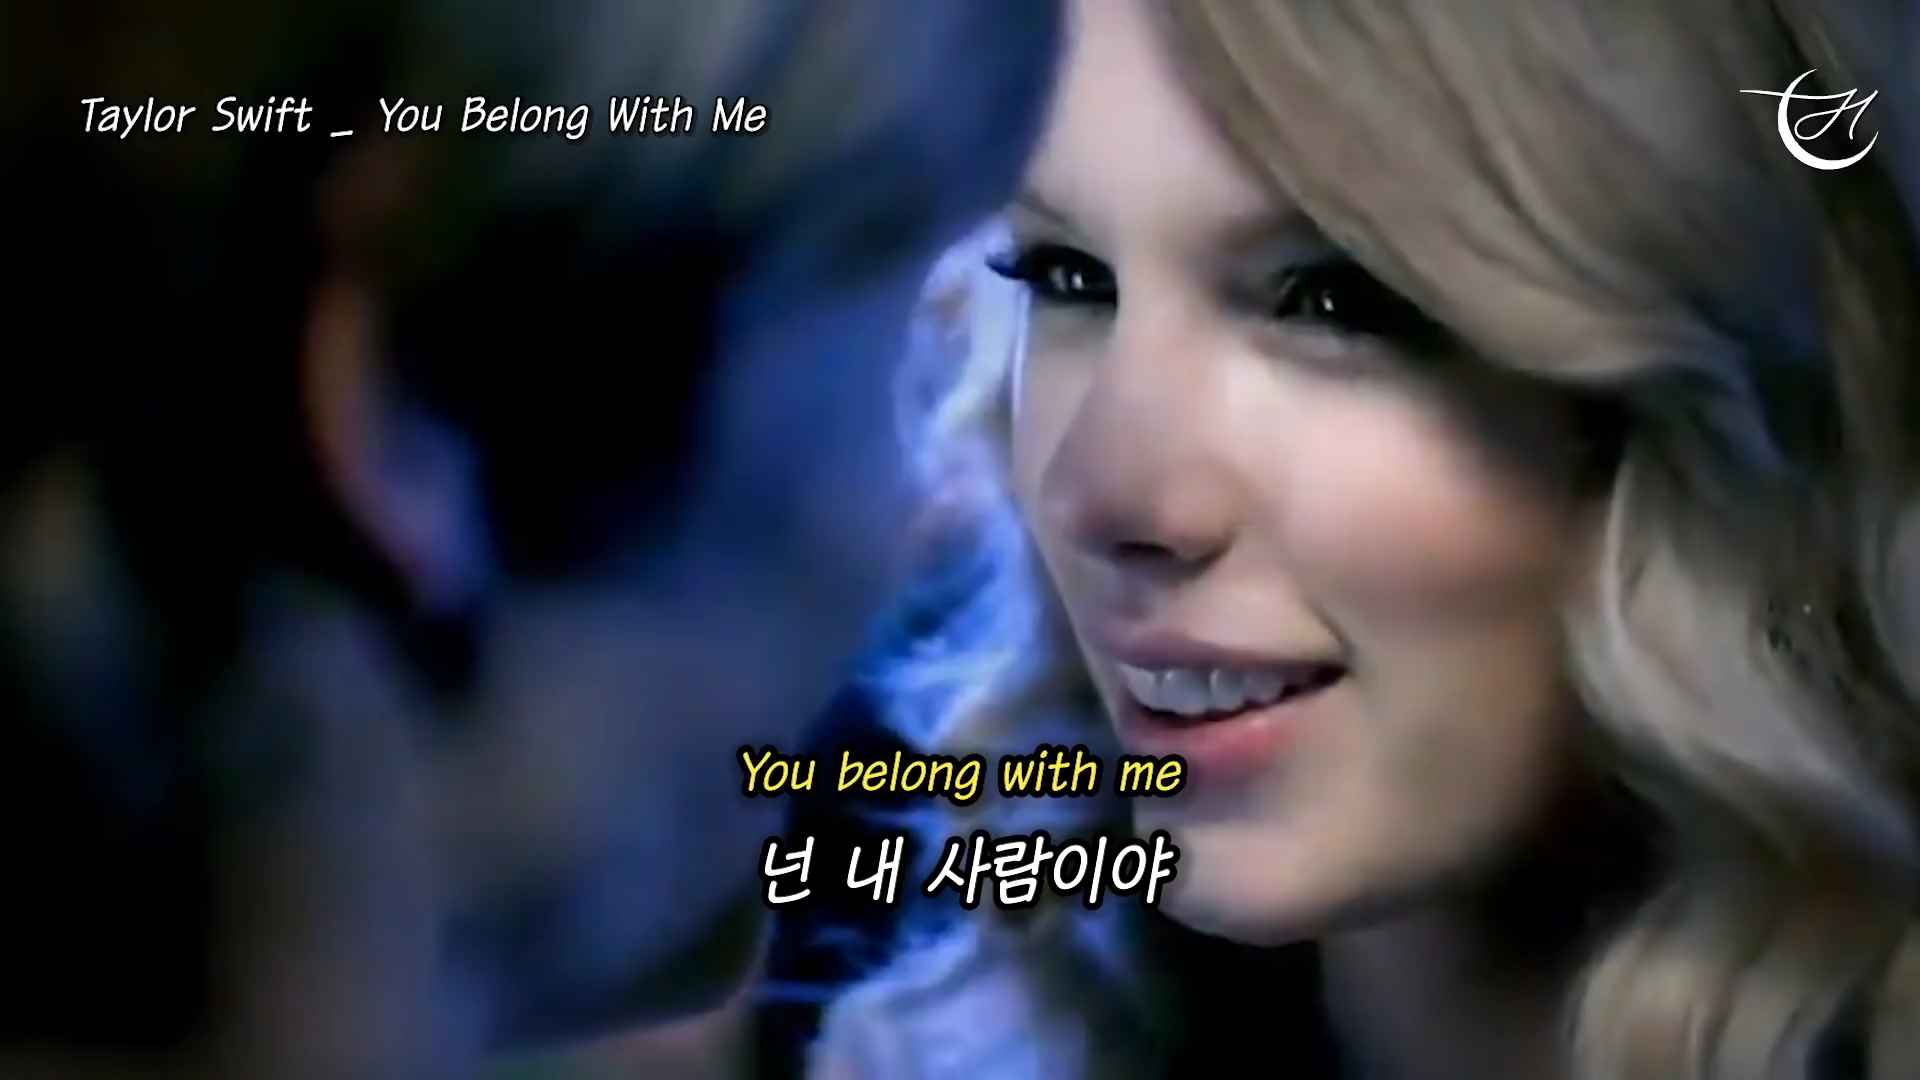 Taylor Swift _ You Belong With Me
You belong with me
넌 내 사람이야